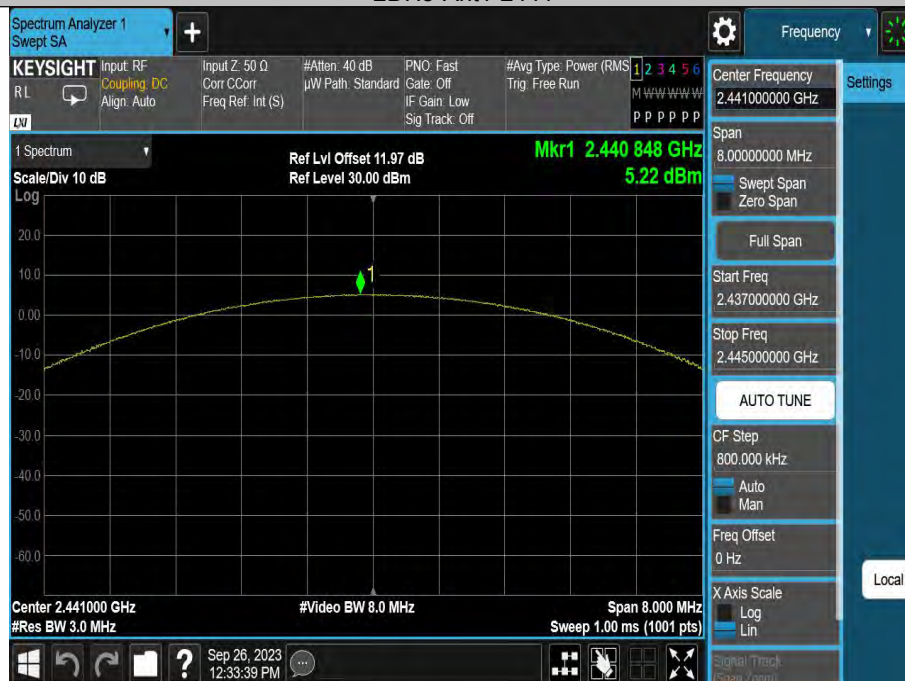 Spectrum Analyzer 1
Swept SA
+
Frequency
KEYSIGHT
RL
LXI
Input: RF
Coupling: DC
Align: Auto
Input Z: 50 Ω
Corr CCorr
Freq Ref: Int (S)
#Atten: 40 dB
µW Path: Standard
PNO: Fast
Gate: Off
IF Gain: Low
Sig Track: Off
#Avg Type: Power (RMS
Trig: Free Run
1 2 3 4 5 6
M W W W W W
P P P P P P
1 Spectrum
Scale/Div 10 dB
Ref Lvl Offset 11.97 dB
Ref Level 30.00 dBm
Mkr1 2.440 848 GHz
5.22 dBm
Log
20.0
10.0
0.00
-10.0
-20.0
-30.0
-40.0
-50.0
-60.0
1
Center 2.441000 GHz
#Res BW 3.0 MHz
#Video BW 8.0 MHz
Span 8.000 MHz
Sweep 1.00 ms (1001 pts)
Sep 26, 2023
12:33:39 PM
?
Center Frequency
2.441000000 GHz
Span
8.00000000 MHz
Swept Span
Zero Span
Full Span
Start Freq
2.437000000 GHz
Stop Freq
2.445000000 GHz
AUTO TUNE
CF Step
800.000 kHz
Auto
Man
Freq Offset
0 Hz
X Axis Scale
Log
Lin
Signal Track
(Span Zoom)
Settings
Local